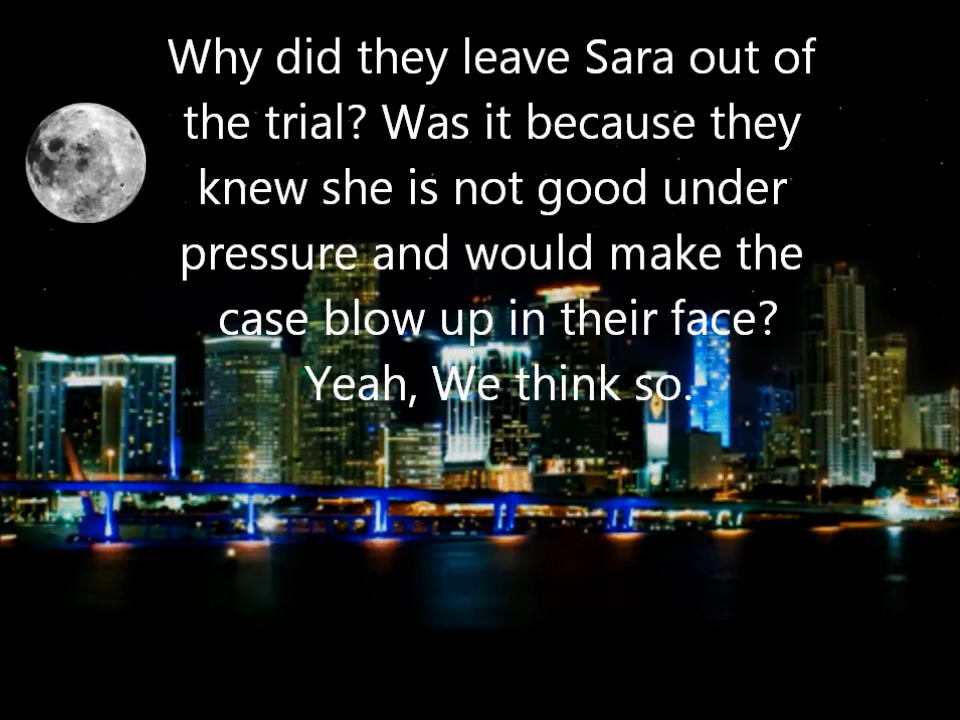 Why did they leave Sara out of
the trial? Was it because they
knew she is not good under
pressure and would make the
case blow up in their face?
Yeah, We think so.